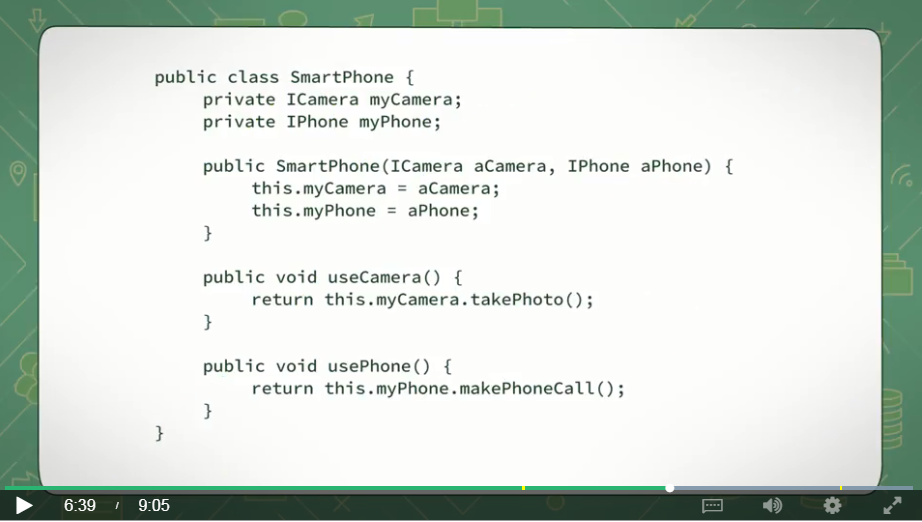 public class SmartPhone {
private ICamera myCamera;
private IPhone myPhone;
public SmartPhone(ICamera aCamera, IPhone aPhone) {
this.myCamera = aCamera;
this.myPhone = aPhone;
}
public void useCamera() {
return this.myCamera.takePhoto();
}
public void usePhone() {
return this.myPhone.makePhoneCall();
}
}
6:39 / 9:05